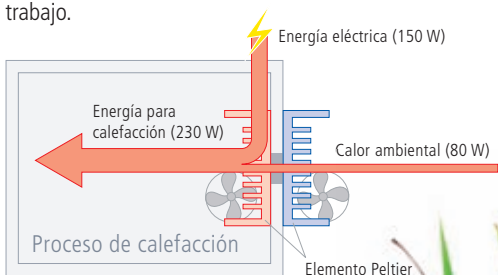 trabajo.
Energía eléctrica (150 W)
Energía para
calefacción (230 W)
Calor ambiental (80 W)
Proceso de calefacción
Elemento Peltier